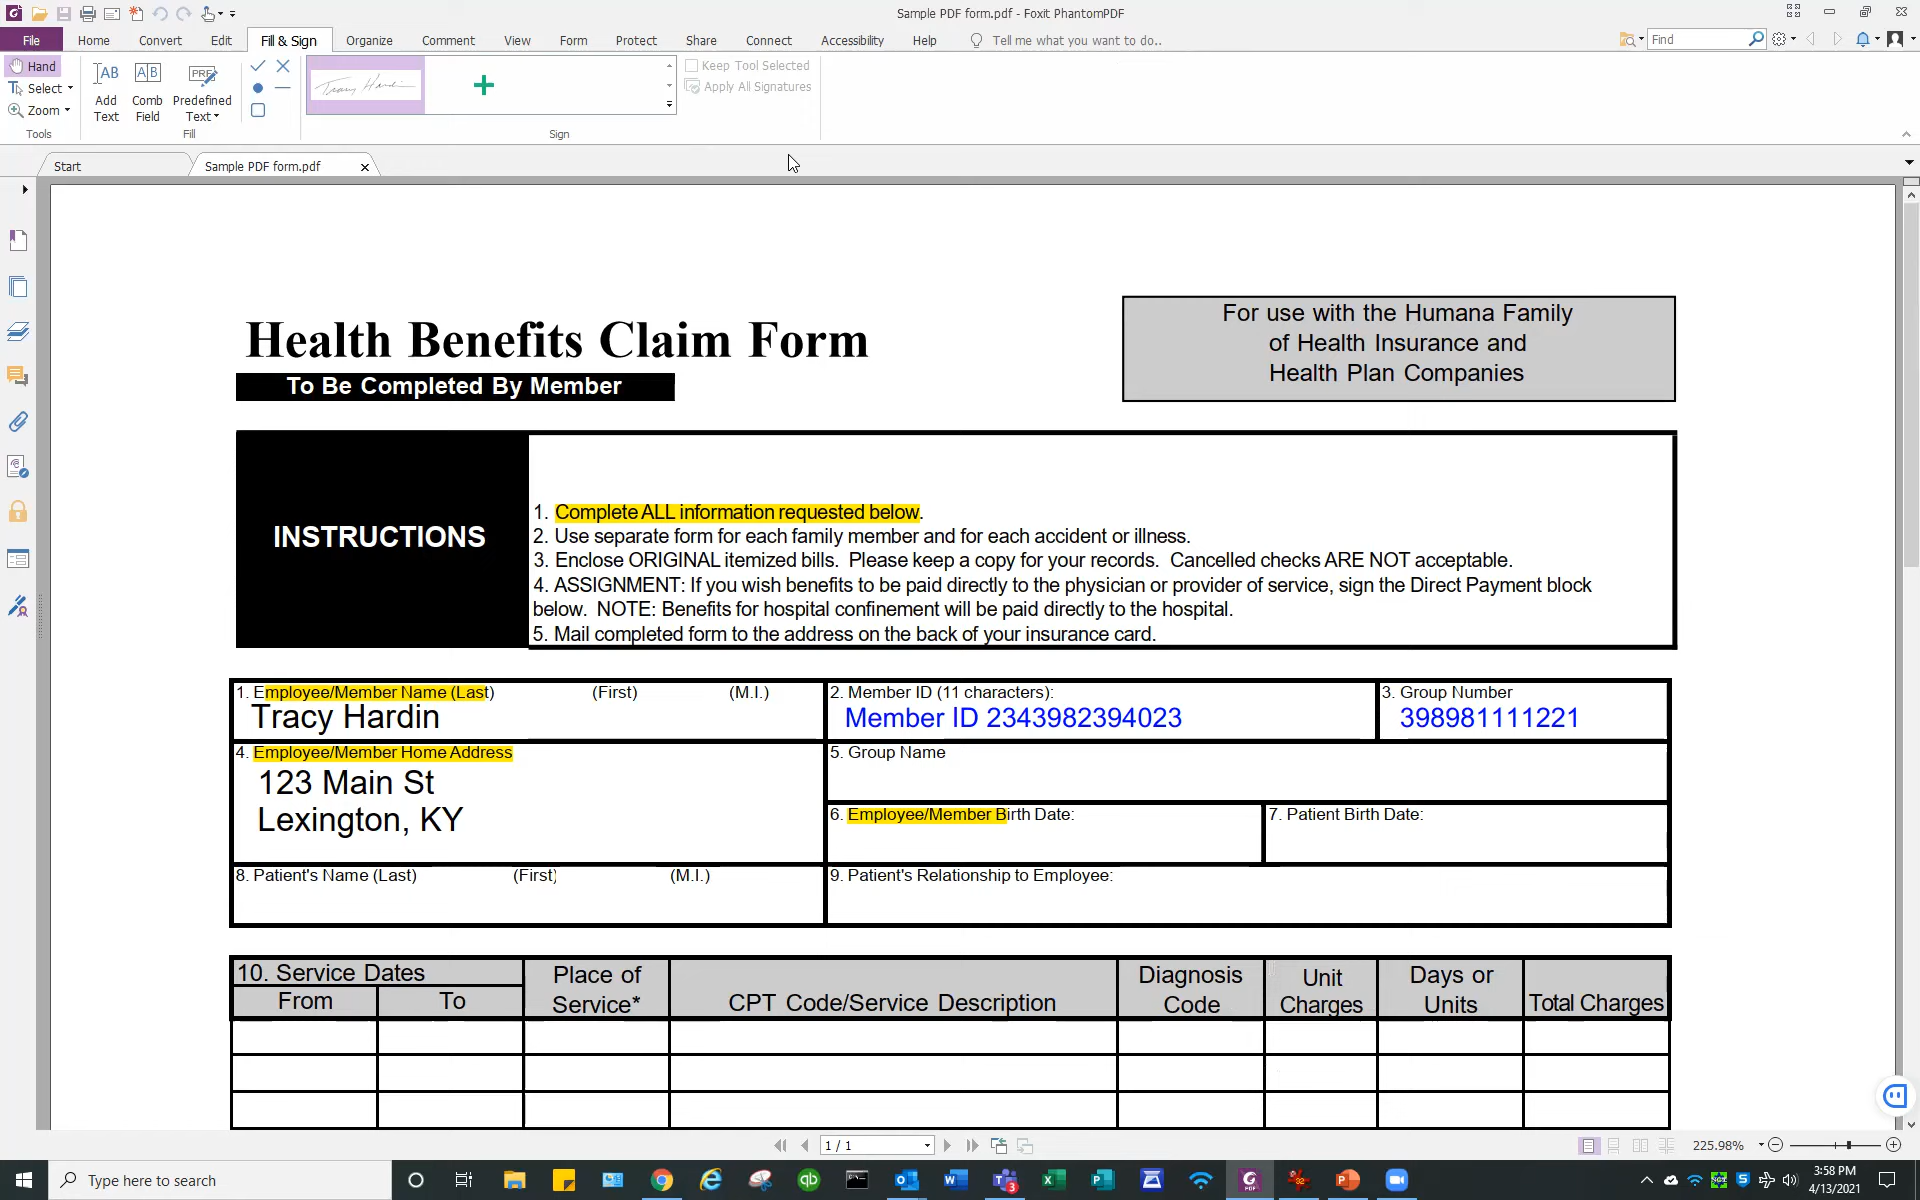 Sample PDF form.pdf - Foxit PhantomPDF
File Home Convert Edit Fill & Sign Organize Comment View Form Protect Share Connect Accessibility Help Tell me what you want to do.. Find
Hand
Select
Zoom
Tools
Add Text
Comb Field
PRE
Predefined Text
Fill
Tracy Hardin
Sign
Keep Tool Selected
Apply All Signatures
Start
Sample PDF form.pdf
Health Benefits Claim Form
To Be Completed By Member
For use with the Humana Family
of Health Insurance and
Health Plan Companies
INSTRUCTIONS
1. Complete ALL information requested below.
2. Use separate form for each family member and for each accident or illness.
3. Enclose ORIGINAL itemized bills. Please keep a copy for your records. Cancelled checks ARE NOT acceptable.
4. ASSIGNMENT: If you wish benefits to be paid directly to the physician or provider of service, sign the Direct Payment block
below. NOTE: Benefits for hospital confinement will be paid directly to the hospital.
5. Mail completed form to the address on the back of your insurance card.
1. Employee/Member Name (Last) (First) (M.I.)
Tracy Hardin
2. Member ID (11 characters):
Member ID 2343982394023
3. Group Number
398981111221
4. Employee/Member Home Address
123 Main St
Lexington, KY
5. Group Name
6. Employee/Member Birth Date:
7. Patient Birth Date:
8. Patient's Name (Last) (First) (M.I.)
9. Patient's Relationship to Employee:
10. Service Dates
From To
Place of
Service*
CPT Code/Service Description
Diagnosis
Code
Unit
Charges
Days or
Units
Total Charges
1 / 1
225.98%
Type here to search
3:58 PM
4/13/2021